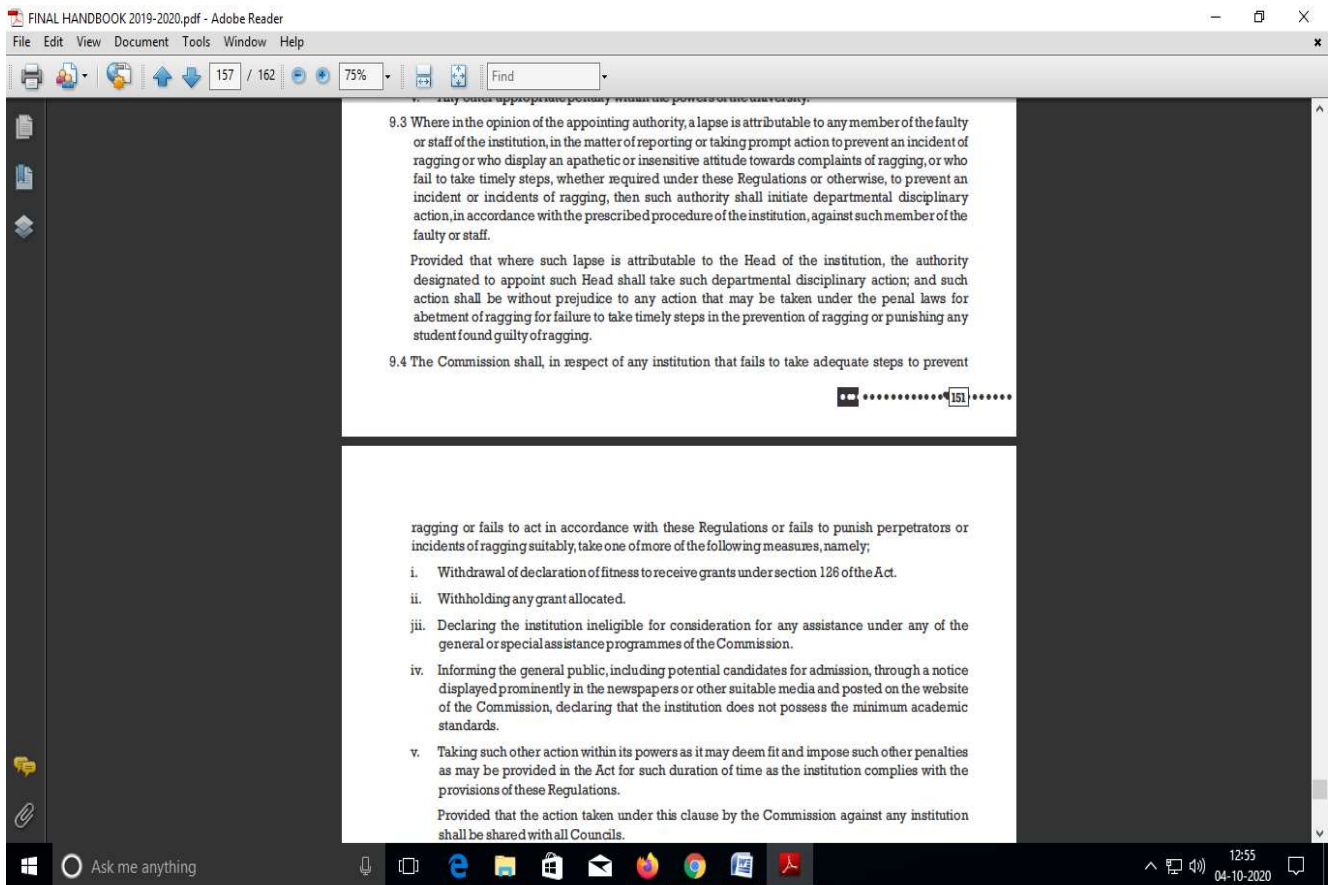 FINAL HANDBOOK 2019-2020.pdf - Adobe Reader
File Edit View Document Tools Window Help
157 / 162 75% Find
v. Any other appropriate penalty within the powers of the university.
9.3 Where in the opinion of the appointing authority, a lapse is attributable to any member of the faulty
or staff of the institution, in the matter of reporting or taking prompt action to prevent an incident of
ragging or who display an apathetic or insensitive attitude towards complaints of ragging, or who
fail to take timely steps, whether required under these Regulations or otherwise, to prevent an
incident or incidents of ragging, then such authority shall initiate departmental disciplinary
action, in accordance with the prescribed procedure of the institution, against such member of the
faulty or staff.
Provided that where such lapse is attributable to the Head of the institution, the authority
designated to appoint such Head shall take such departmental disciplinary action; and such
action shall be without prejudice to any action that may be taken under the penal laws for
abetment of ragging for failure to take timely steps in the prevention of ragging or punishing any
student found guilty of ragging.
9.4 The Commission shall, in respect of any institution that fails to take adequate steps to prevent
151
ragging or fails to act in accordance with these Regulations or fails to punish perpetrators or
incidents of ragging suitably, take one of more of the following measures, namely;
i. Withdrawal of declaration of fitness to receive grants under section 126 of the Act.
ii. Withholding any grant allocated.
jii. Declaring the institution ineligible for consideration for any assistance under any of the
general or special assistance programmes of the Commission.
iv. Informing the general public, including potential candidates for admission, through a notice
displayed prominently in the newspapers or other suitable media and posted on the website
of the Commission, declaring that the institution does not possess the minimum academic
standards.
v. Taking such other action within its powers as it may deem fit and impose such other penalties
as may be provided in the Act for such duration of time as the institution complies with the
provisions of these Regulations.
Provided that the action taken under this clause by the Commission against any institution
shall be shared with all Councils.
Ask me anything
12:55
04-10-2020